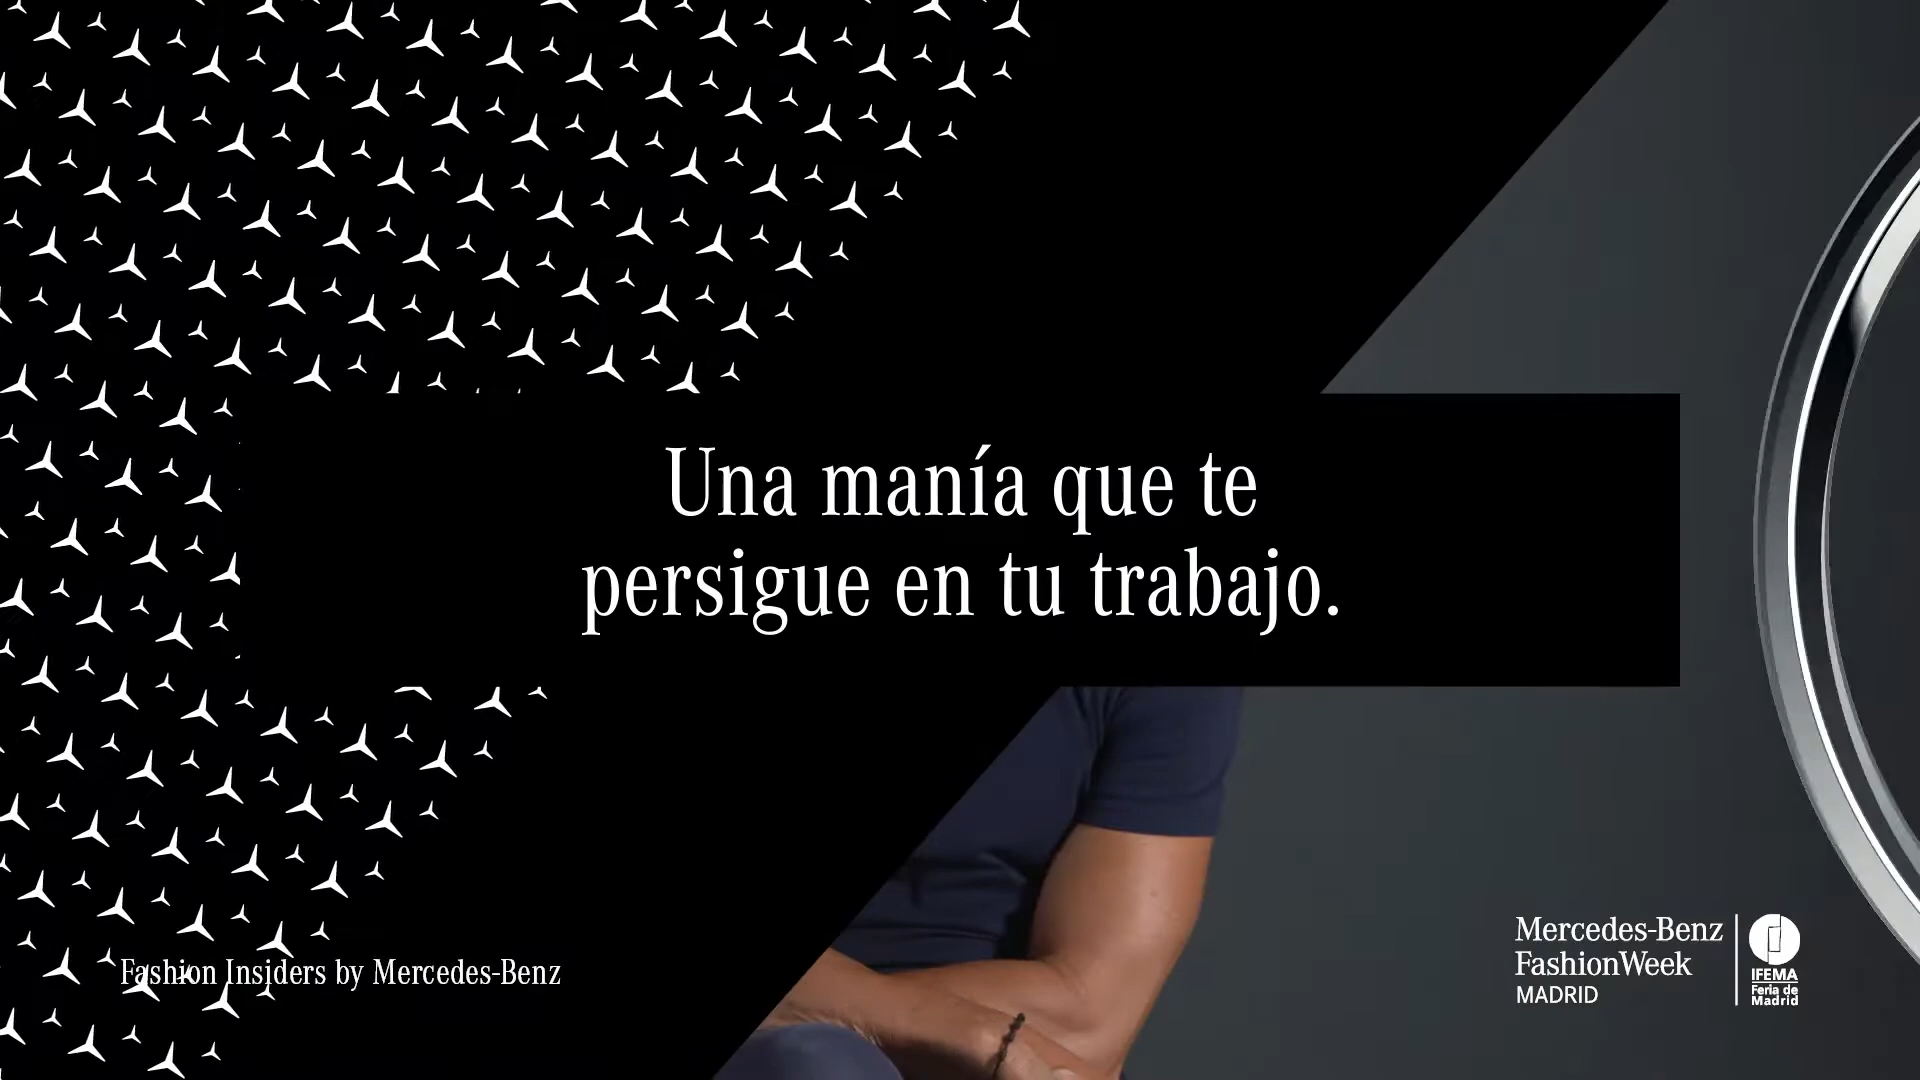 Una manía que te
persigue en tu trabajo.
Fashion Insiders by Mercedes-Benz
Mercedes-Benz
FashionWeek
MADRID
IFEMA
Feria de
Madrid